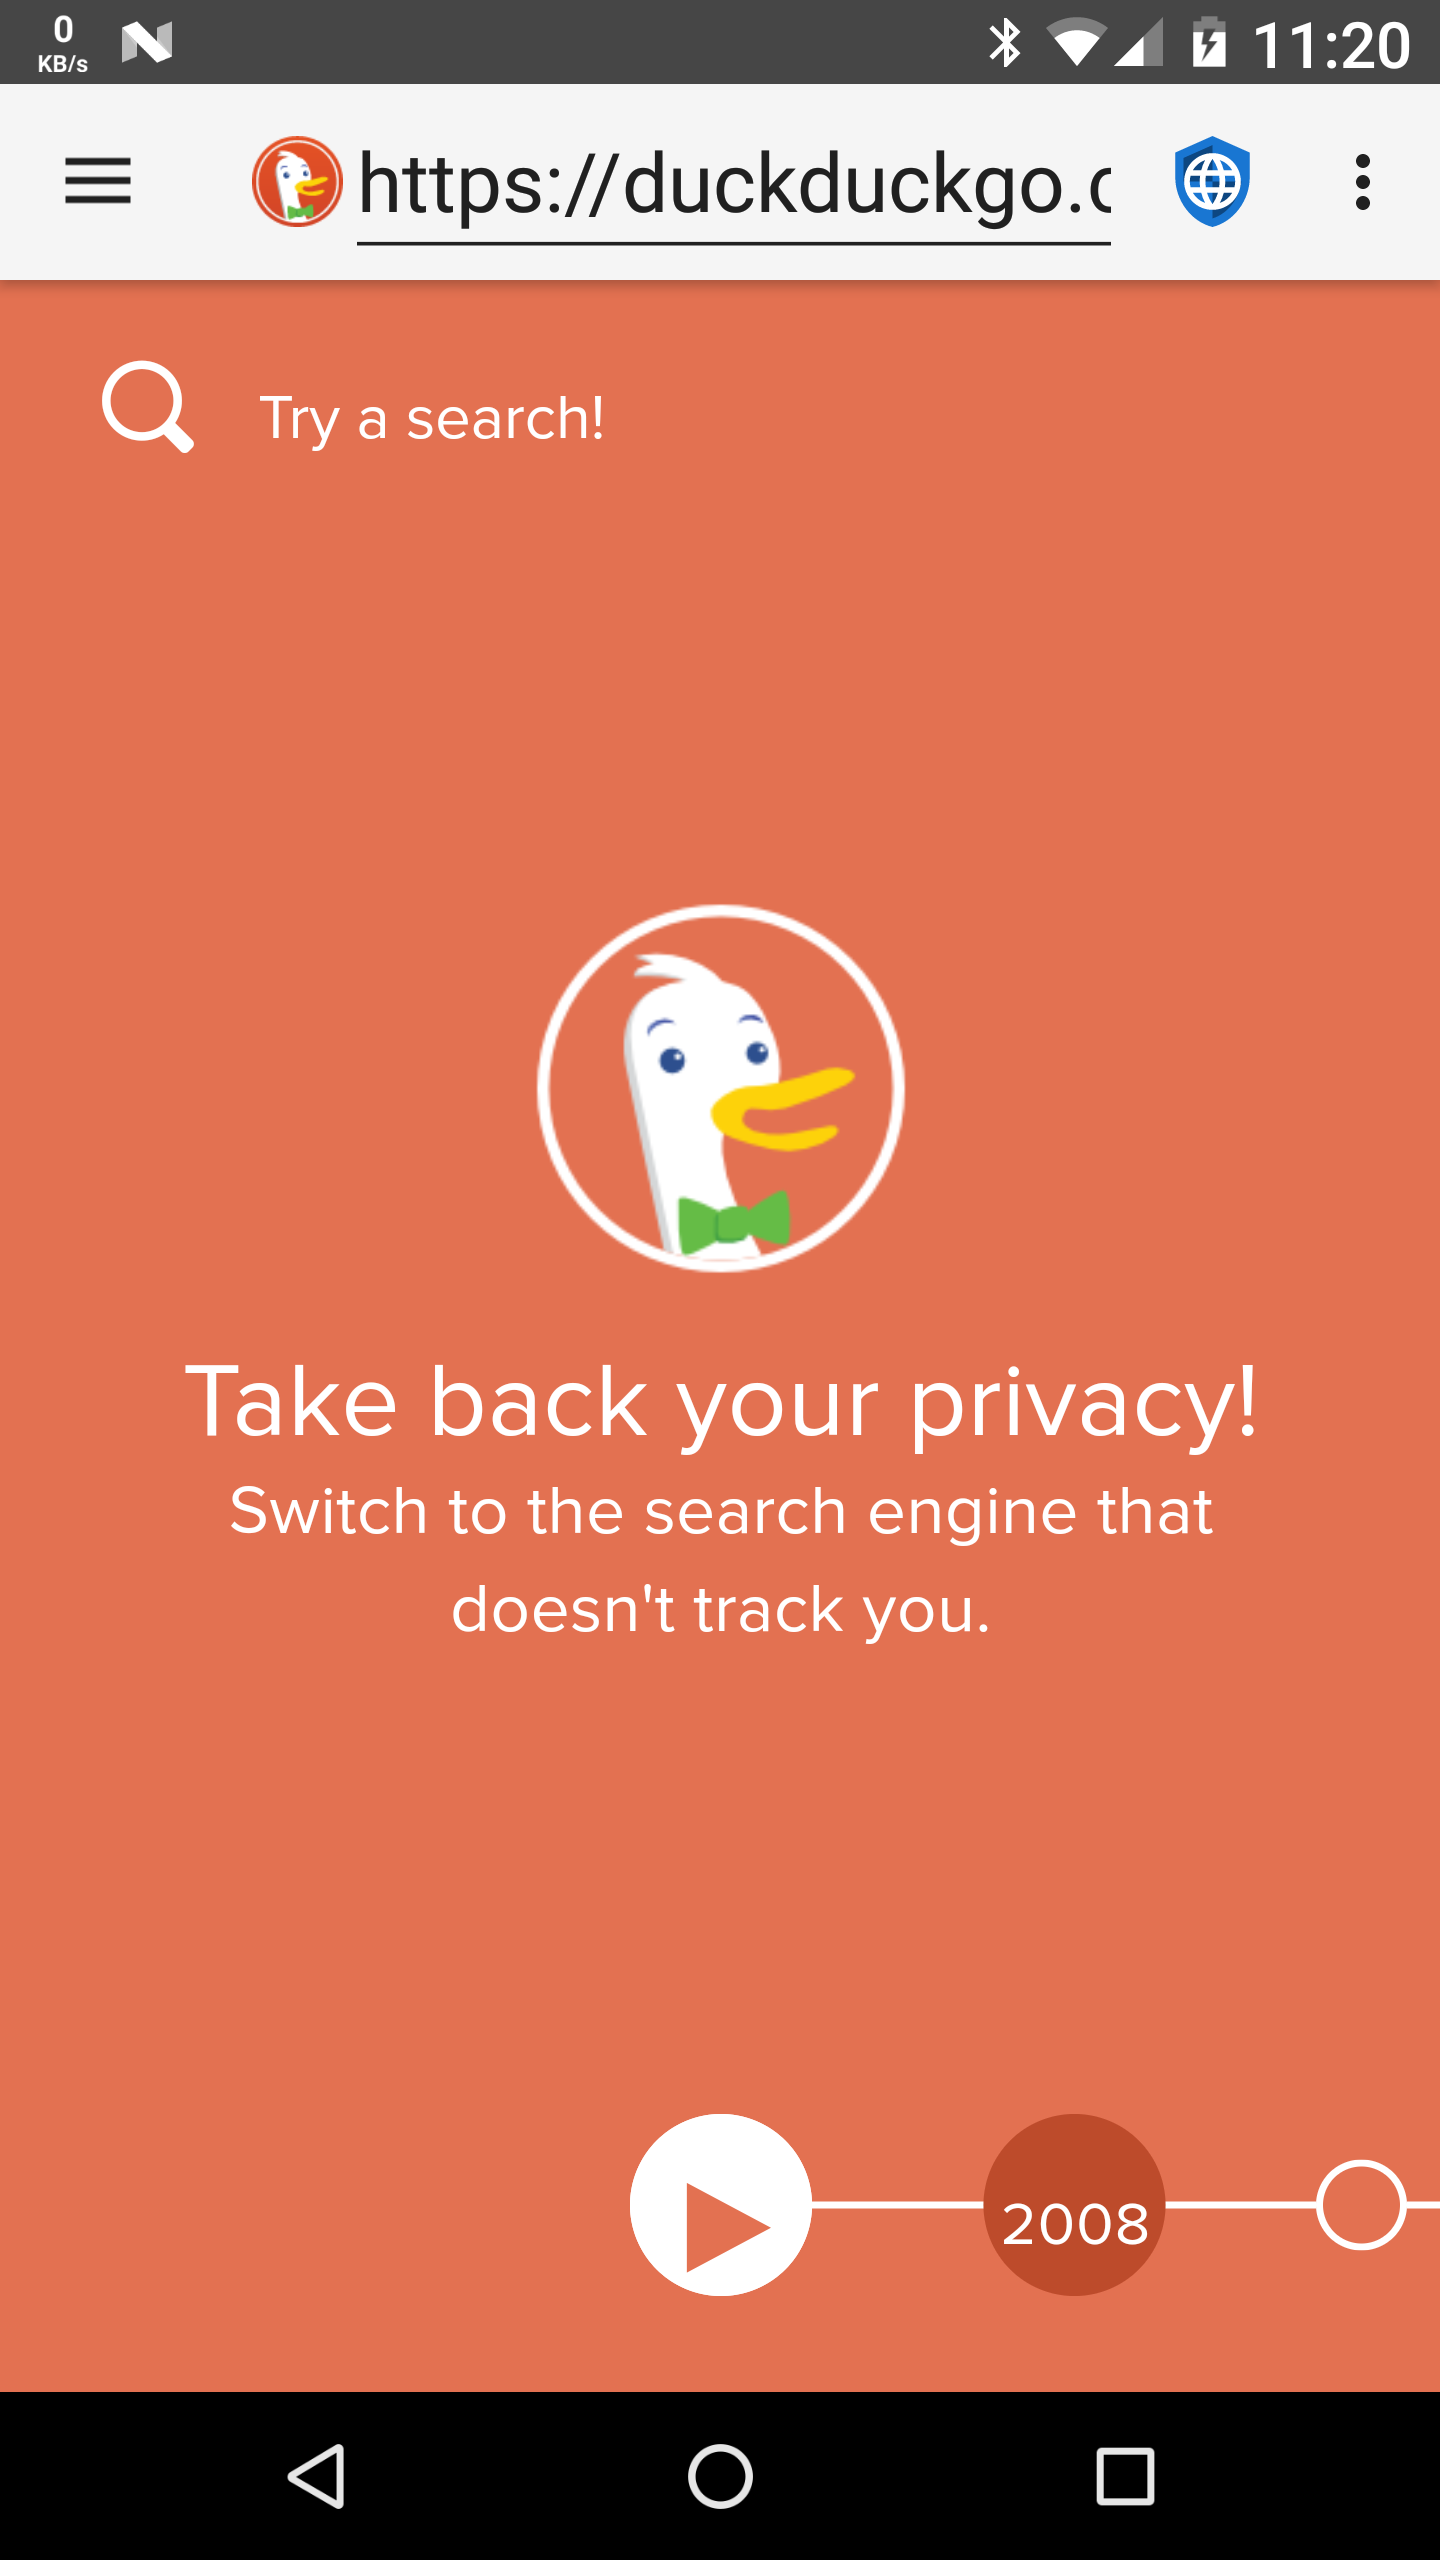 0
KB/s
11:20
https://duckduckgo.c
Try a search!
Take back your privacy!
Switch to the search engine that
doesn't track you.
2008